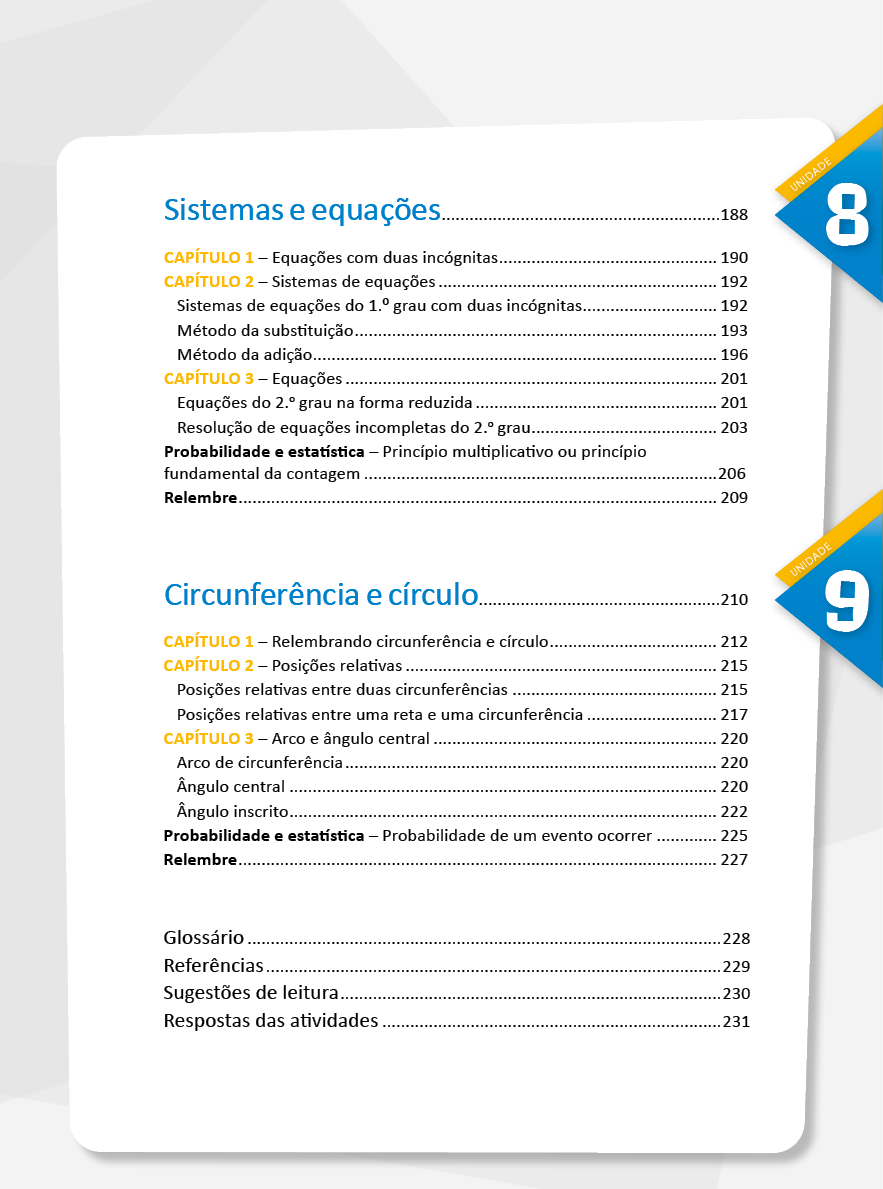 UNIDADE
8
Sistemas e equações............................................................188
CAPÍTULO 1 – Equações com duas incógnitas............................................... 190
CAPÍTULO 2 – Sistemas de equações ............................................................ 192
Sistemas de equações do 1.º grau com duas incógnitas............................. 192
Método da substituição.............................................................................. 193
Método da adição....................................................................................... 196
CAPÍTULO 3 – Equações ................................................................................ 201
Equações do 2.º grau na forma reduzida .................................................... 201
Resolução de equações incompletas do 2.º grau........................................ 203
Probabilidade e estatística – Princípio multiplicativo ou princípio
fundamental da contagem ............................................................................206
Relembre....................................................................................................... 209
UNIDADE
9
Circunferência e círculo....................................................210
CAPÍTULO 1 – Relembrando circunferência e círculo.................................... 212
CAPÍTULO 2 – Posições relativas ................................................................... 215
Posições relativas entre duas circunferências ............................................ 215
Posições relativas entre uma reta e uma circunferência ............................ 217
CAPÍTULO 3 – Arco e ângulo central ............................................................. 220
Arco de circunferência................................................................................ 220
Ângulo central ............................................................................................ 220
Ângulo inscrito............................................................................................ 222
Probabilidade e estatística – Probabilidade de um evento ocorrer ............. 225
Relembre....................................................................................................... 227
Glossário ......................................................................................................228
Referências..................................................................................................229
Sugestões de leitura..................................................................................230
Respostas das atividades .........................................................................231